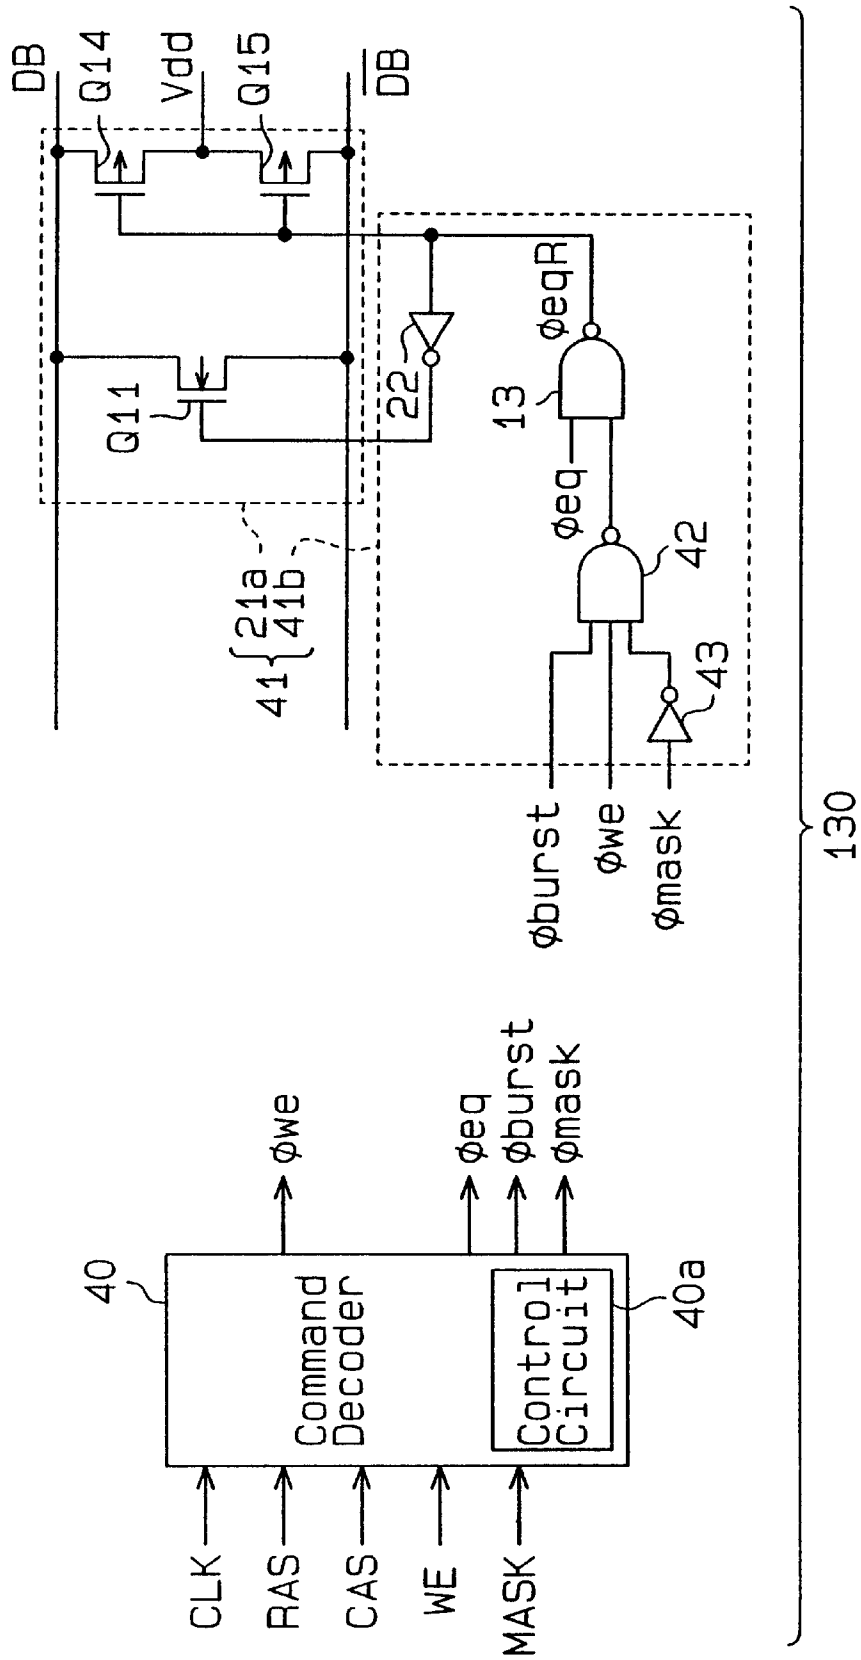 CLK
RAS
CAS
WE
MASK
40
Command
Decoder
Control
Circuit
40a
φwe
φeq
φburst
φmask
φburst
φwe
φmask
43
42
φeq
13
φeqR
22
41{21a
41b
Q11
DB
Q14
Vdd
Q15
DB
130